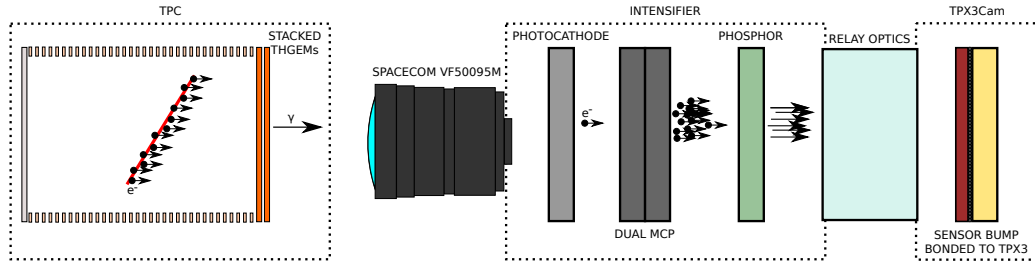 TPC
INTENSIFIER
TPX3Cam
STACKED
THGEMs
PHOTOCATHODE
PHOSPHOR
RELAY OPTICS
SPACECOM VF50095M
γ
e-
e-
DUAL MCP
SENSOR BUMP
BONDED TO TPX3